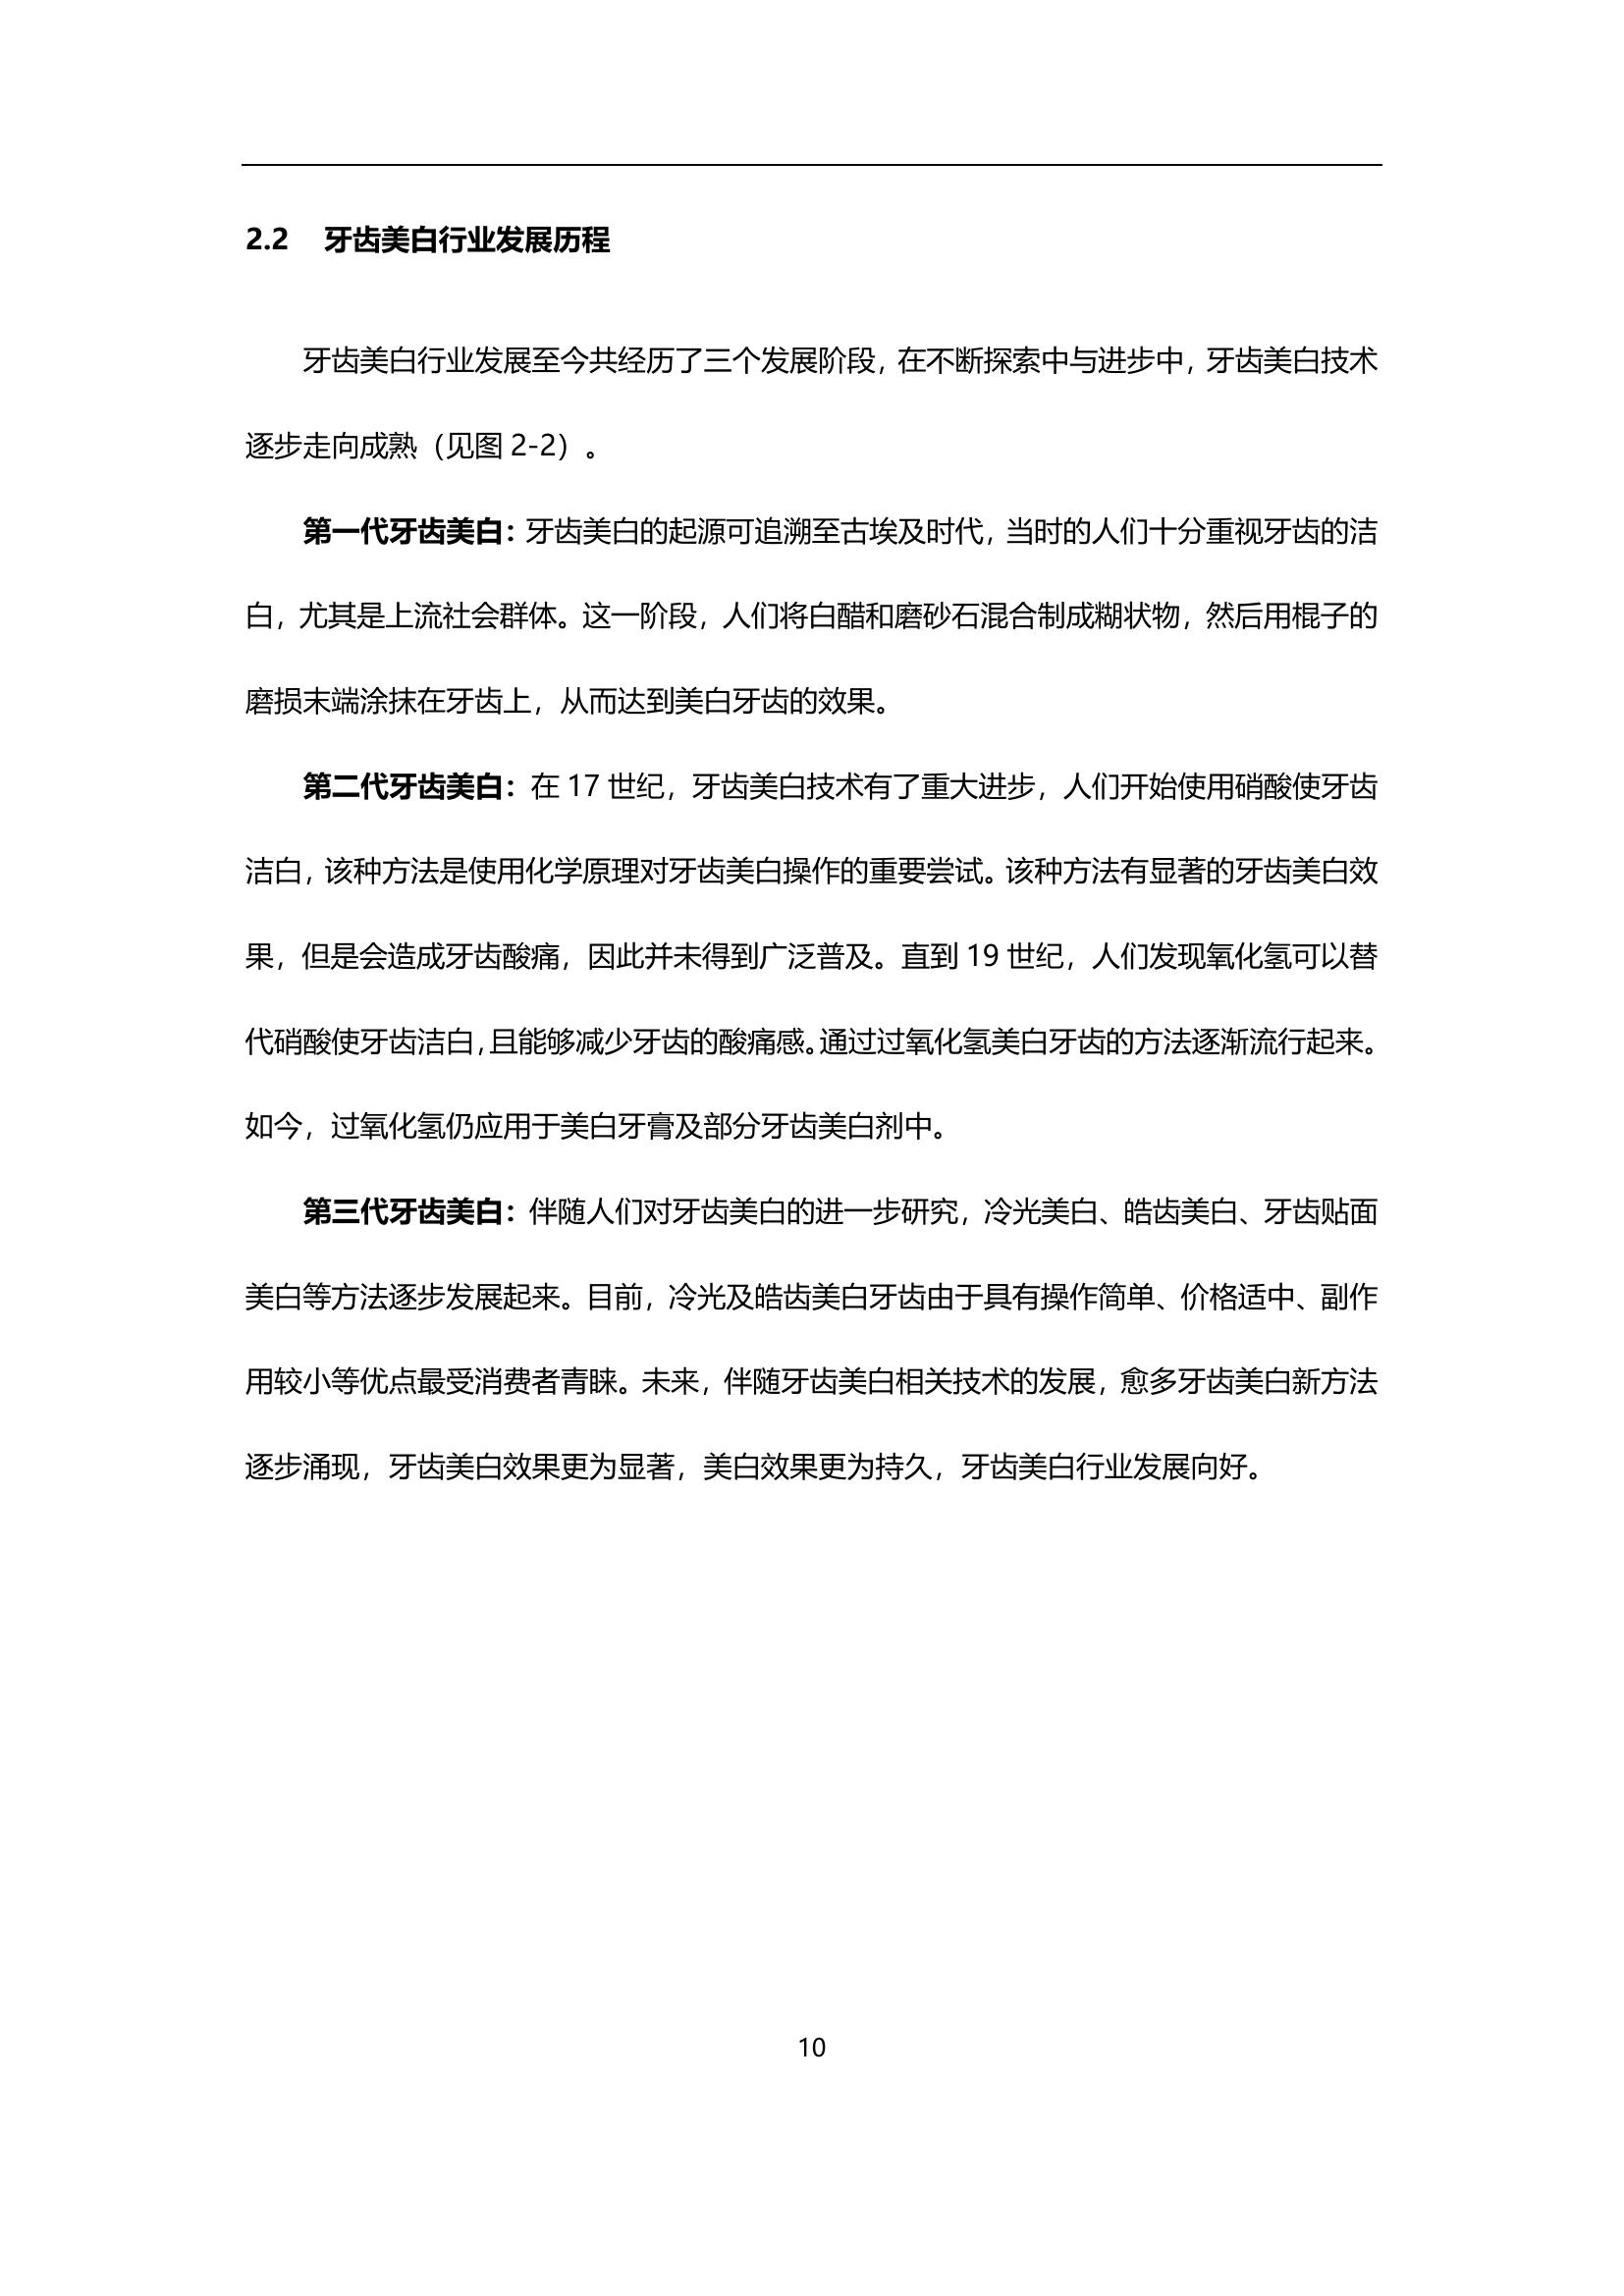 2.2 牙齿美白行业发展历程
牙齿美白行业发展至今共经历了三个发展阶段，在不断探索中与进步中，牙齿美白技术
逐步走向成熟（见图 2-2）。
第一代牙齿美白：牙齿美白的起源可追溯至古埃及时代，当时的人们十分重视牙齿的洁
白，尤其是上流社会群体。这一阶段，人们将白醋和磨砂石混合制成糊状物，然后用棍子的
磨损末端涂抹在牙齿上，从而达到美白牙齿的效果。
第二代牙齿美白：在 17 世纪，牙齿美白技术有了重大进步，人们开始使用硝酸使牙齿
洁白，该种方法是使用化学原理对牙齿美白操作的重要尝试。该种方法有显著的牙齿美白效
果，但是会造成牙齿酸痛，因此并未得到广泛普及。直到 19 世纪，人们发现氧化氢可以替
代硝酸使牙齿洁白，且能够减少牙齿的酸痛感。通过过氧化氢美白牙齿的方法逐渐流行起来。
如今，过氧化氢仍应用于美白牙膏及部分牙齿美白剂中。
第三代牙齿美白：伴随人们对牙齿美白的进一步研究，冷光美白、皓齿美白、牙齿贴面
美白等方法逐步发展起来。目前，冷光及皓齿美白牙齿由于具有操作简单、价格适中、副作
用较小等优点最受消费者青睐。未来，伴随牙齿美白相关技术的发展，愈多牙齿美白新方法
逐步涌现，牙齿美白效果更为显著，美白效果更为持久，牙齿美白行业发展向好。
10